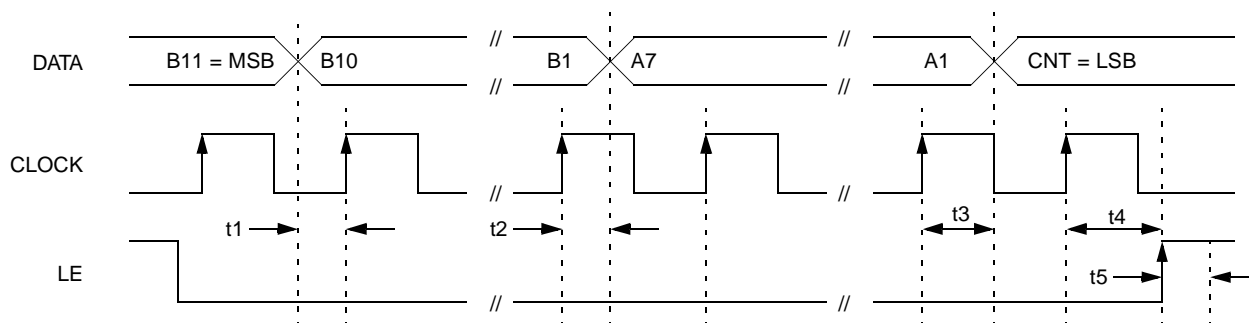 DATA
B11 = MSB
B10
//
B1
A7
//
A1
CNT = LSB
//
//
CLOCK
//
//
t1
t2
t3
t4
LE
t5
//
//